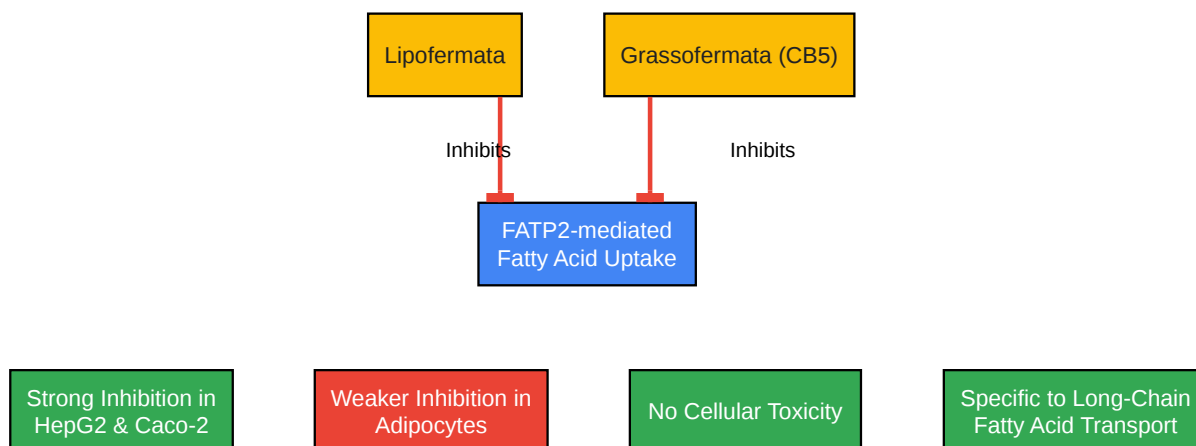 Lipofermata
Grassofermata (CB5)
Inhibits
Inhibits
FATP2-mediated
Fatty Acid Uptake
Strong Inhibition in
HepG2 & Caco-2
Weaker Inhibition in
Adipocytes
No Cellular Toxicity
Specific to Long-Chain
Fatty Acid Transport